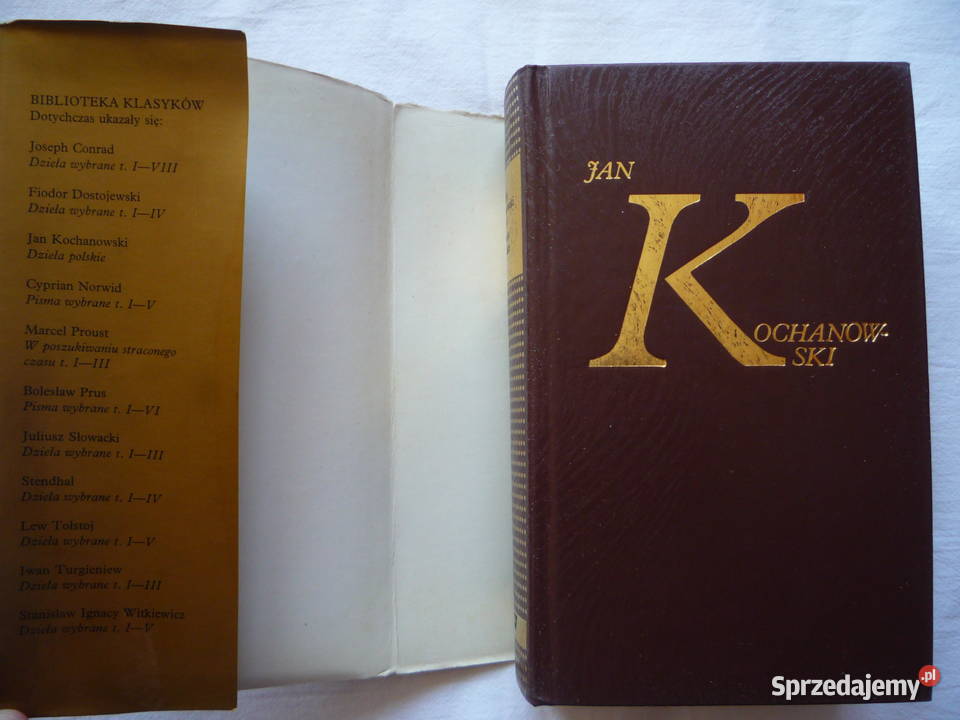 BIBLIOTEKA KLASYKÓW
Dotychczas ukazały się:
Joseph Conrad
Dzieła wybrane t. I—VIII
Fiodor Dostojewski
Dzieła wybrane t. I—IV
Jan Kochanowski
Dzieła polskie
Cyprian Norwid
Pisma wybrane t. I—V
Marcel Proust
W poszukiwaniu straconego
czasu t. I—III
Bolesław Prus
Pisma wybrane t. I—VI
Juliusz Słowacki
Dzieła wybrane t. I—III
Stendhal
Dzieła wybrane t. I—IV
Lew Tołstoj
Dzieła wybrane t. I—V
Iwan Turgieniew
Dzieła wybrane t. I—III
Stanisław Ignacy Witkiewicz
Dzieła wybrane t. I—V
JAN
KOCHANOW-
SKI
Sprzedajemy.pl